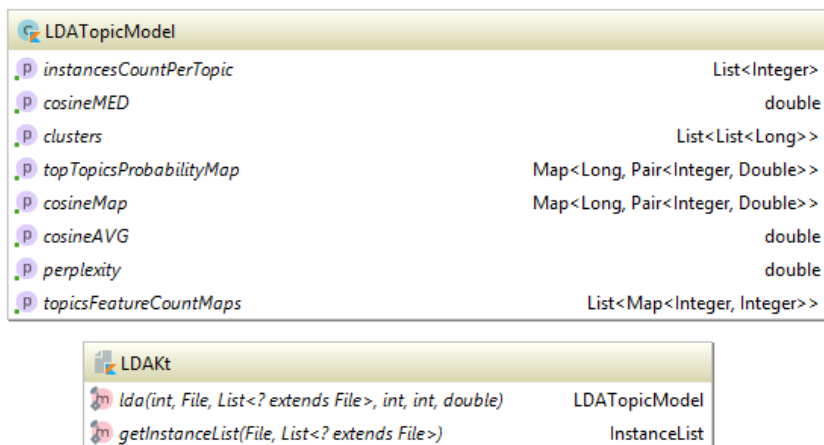 LDATopicModel
instancesCountPerTopic List<Integer>
cosineMED double
clusters List<List<Long>>
topTopicsProbabilityMap Map<Long, Pair<Integer, Double>>
cosineMap Map<Long, Pair<Integer, Double>>
cosineAVG double
perplexity double
topicsFeatureCountMaps List<Map<Integer, Integer>>
LDAKt
lda(int, File, List<? extends File>, int, int, double) LDATopicModel
getInstanceList(File, List<? extends File>) InstanceList